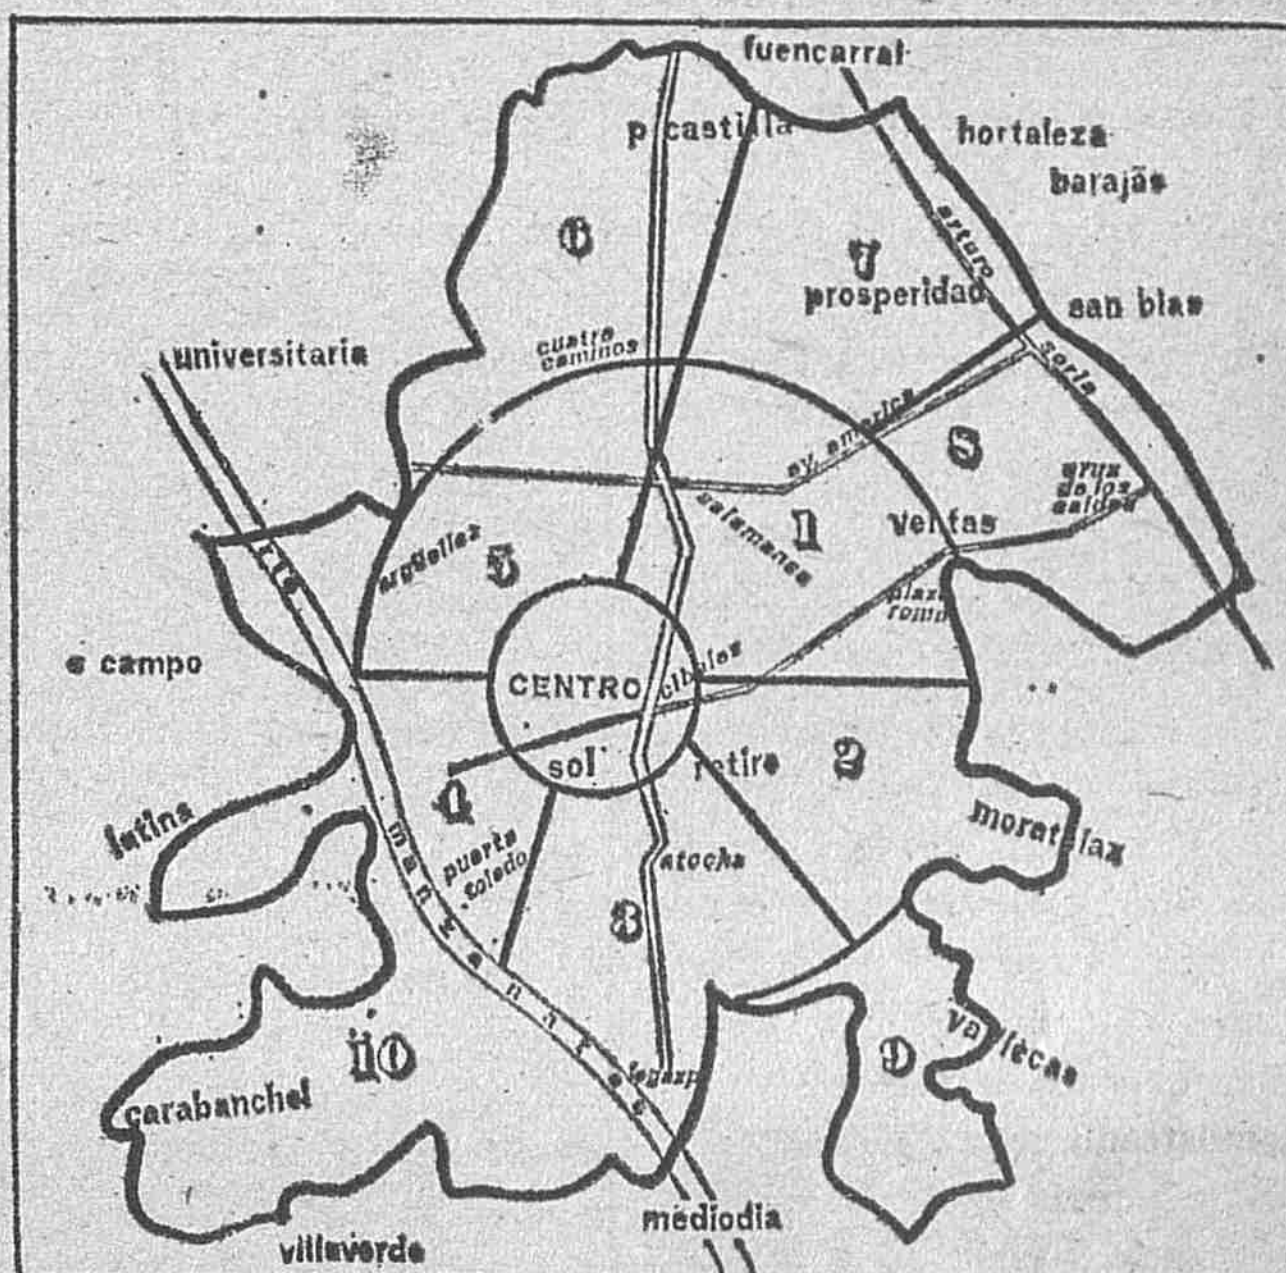 fuencarral
p castilla
hortaleza
barajas
6
7
arturo
prosperidad
san blas
universitaria
cuatro
caminos
soria
av. america
8
cruz
de los
caidos
salamanca
1
ventas
arguelles
5
rio
plaza
roma
c campo
CENTRO
cibeles
sol
retiro
2
4
latina
moratalaz
manzanares
puerta
toledo
atocha
3
10
9
vallecas
legazpi
carabanchel
mediodia
villaverde